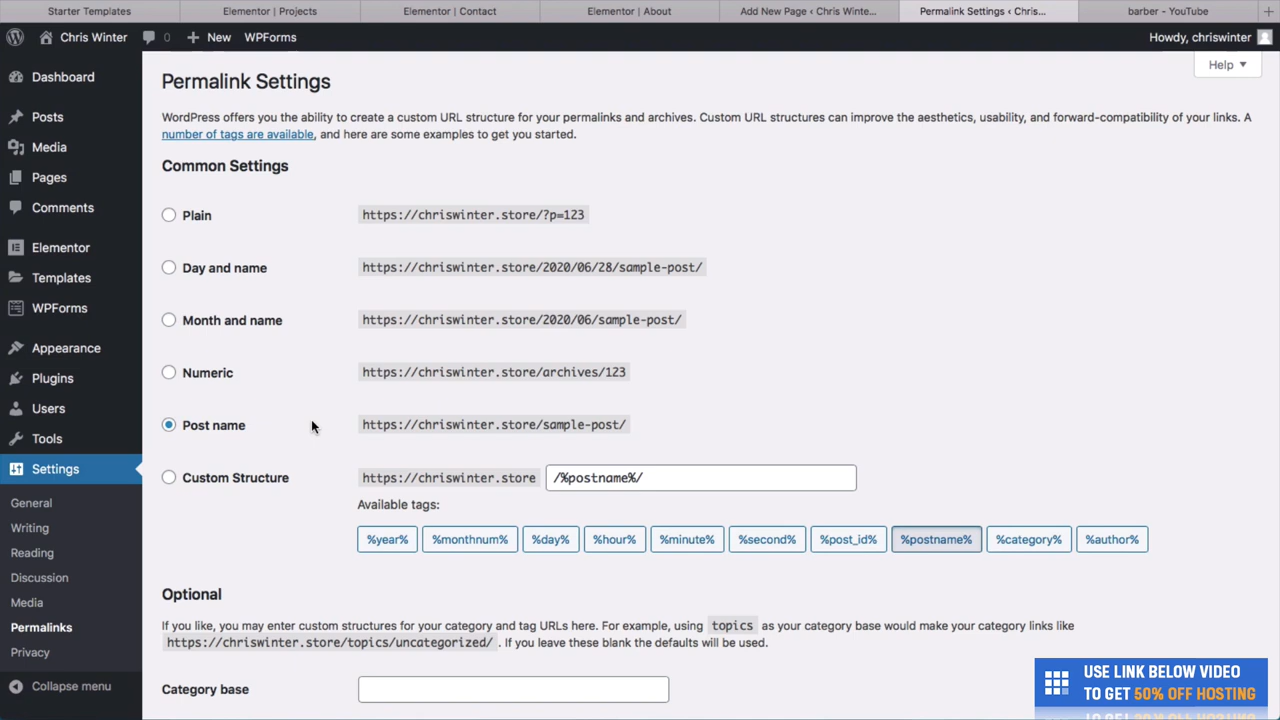 Starter Templates
Elementor | Projects
Elementor | Contact
Elementor | About
Add New Page ‹ Chris Winte...
Permalink Settings ‹ Chris...
barber - YouTube
Chris Winter
0
New
WPForms
Howdy, chriswinter
Help
Dashboard
Posts
Media
Pages
Comments
Elementor
Templates
WPForms
Appearance
Plugins
Users
Tools
Settings
General
Writing
Reading
Discussion
Media
Permalinks
Privacy
Collapse menu
Permalink Settings
WordPress offers you the ability to create a custom URL structure for your permalinks and archives. Custom URL structures can improve the aesthetics, usability, and forward-compatibility of your links. A
number of tags are available, and here are some examples to get you started.
Common Settings
Plain https://chriswinter.store/?p=123
Day and name https://chriswinter.store/2020/06/28/sample-post/
Month and name https://chriswinter.store/2020/06/sample-post/
Numeric https://chriswinter.store/archives/123
Post name https://chriswinter.store/sample-post/
Custom Structure https://chriswinter.store /%postname%/
Available tags:
%year% %monthnum% %day% %hour% %minute% %second% %post_id% %postname% %category% %author%
Optional
If you like, you may enter custom structures for your category and tag URLs here. For example, using topics as your category base would make your category links like
https://chriswinter.store/topics/uncategorized/ . If you leave these blank the defaults will be used.
Category base
USE LINK BELOW VIDEO
TO GET 50% OFF HOSTING